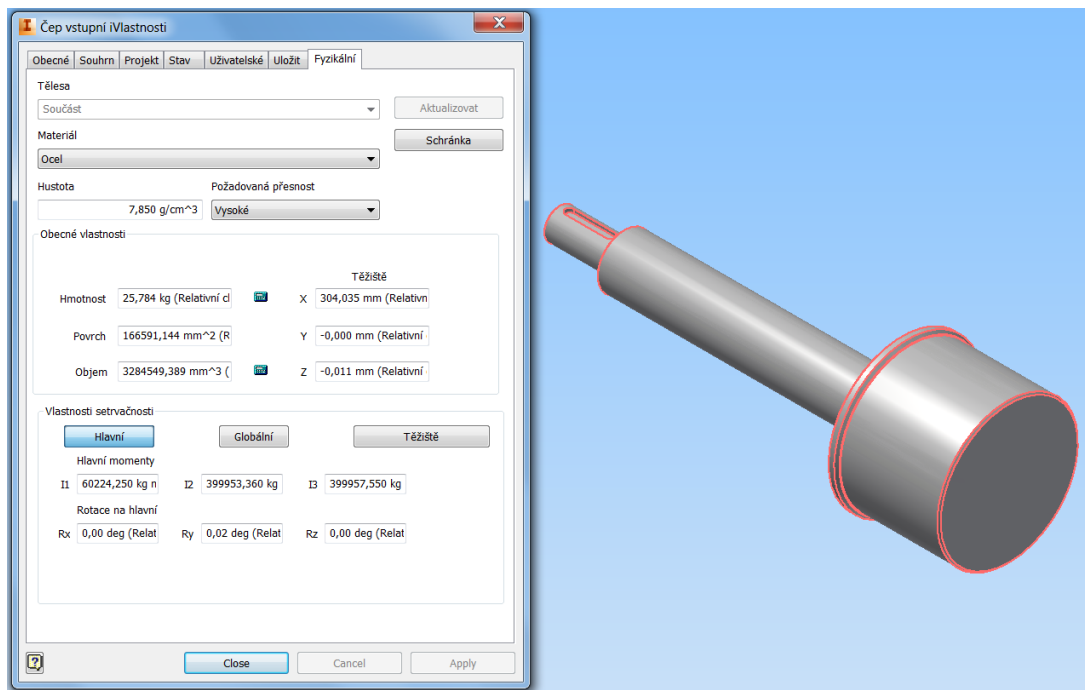 Čep vstupní iVlastnosti
Obecné Souhrn Projekt Stav Uživatelské Uložit Fyzikální
Tělesa
Součást Aktualizovat
Materiál Schránka
Ocel
Hustota Požadovaná přesnost
7,850 g/cm^3 Vysoké
Obecné vlastnosti
Těžiště
Hmotnost 25,784 kg (Relativní X 304,035 mm (Relativn
Povrch 166591,144 mm^2 (R Y -0,000 mm (Relativní
Objem 3284549,389 mm^3 ( Z -0,011 mm (Relativní
Vlastnosti setrvačnosti
Hlavní Globální Těžiště
Hlavní momenty
I1 60224,250 kg I2 399953,360 kg I3 399957,550 kg
Rotace na hlavní
Rx 0,00 deg (Relat Ry 0,02 deg (Relat Rz 0,00 deg (Relat
Close Cancel Apply